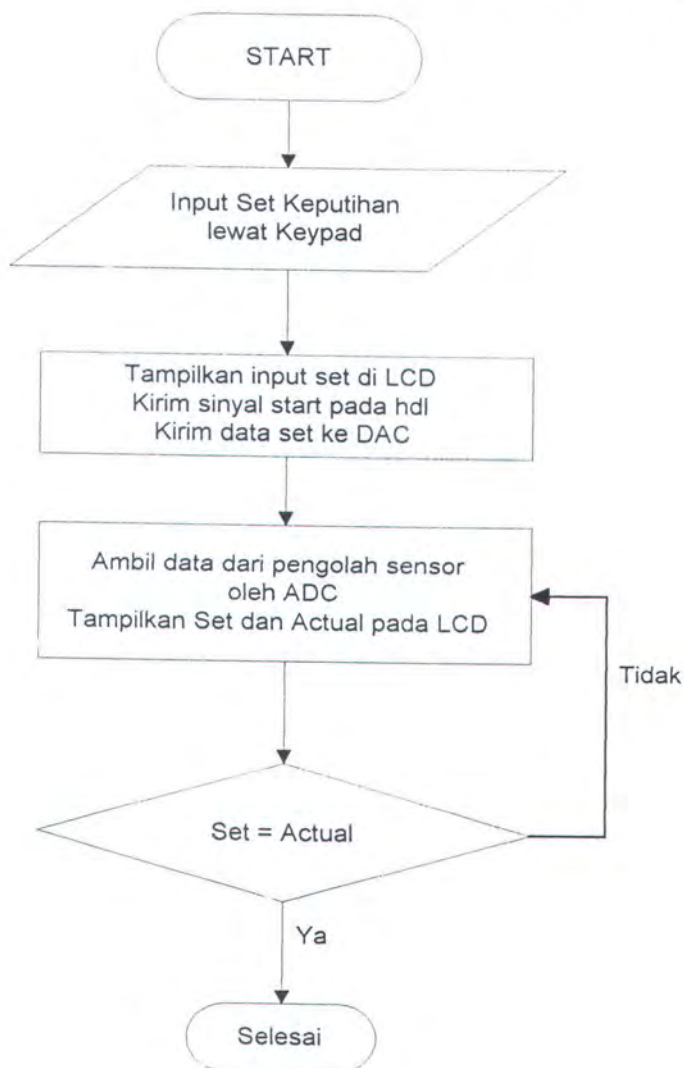 START
Input Set Keputihan
lewat Keypad
Tampilkan input set di LCD
Kirim sinyal start pada hdl
Kirim data set ke DAC
Ambil data dari pengolah sensor
oleh ADC
Tampilkan Set dan Actual pada LCD
Tidak
Set = Actual
Ya
Selesai